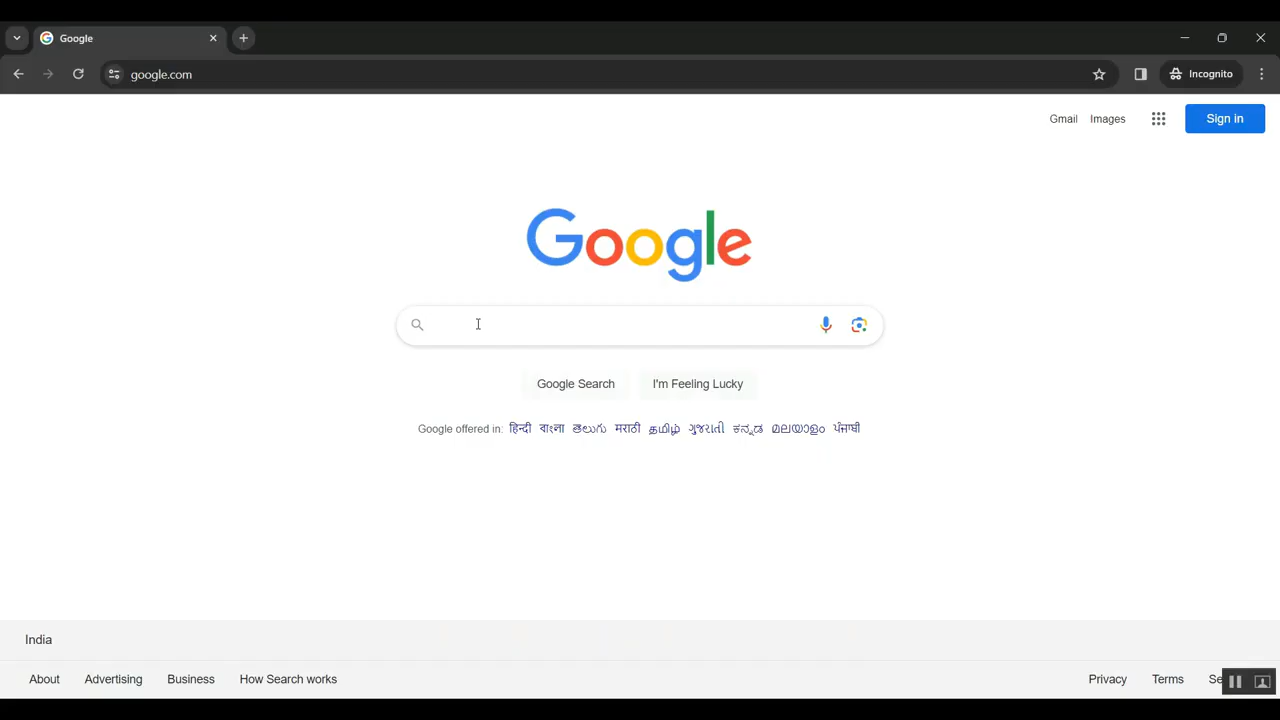 Google
google.com
Incognito
Gmail Images Sign in
Google
Google Search I'm Feeling Lucky
Google offered in: हिन्दी বাংলা తెలుగు मराठी தமிழ் ગુજરાતી ಕನ್ನಡ മലയാളം ਪੰਜਾਬੀ
India
About Advertising Business How Search works Privacy Terms Se